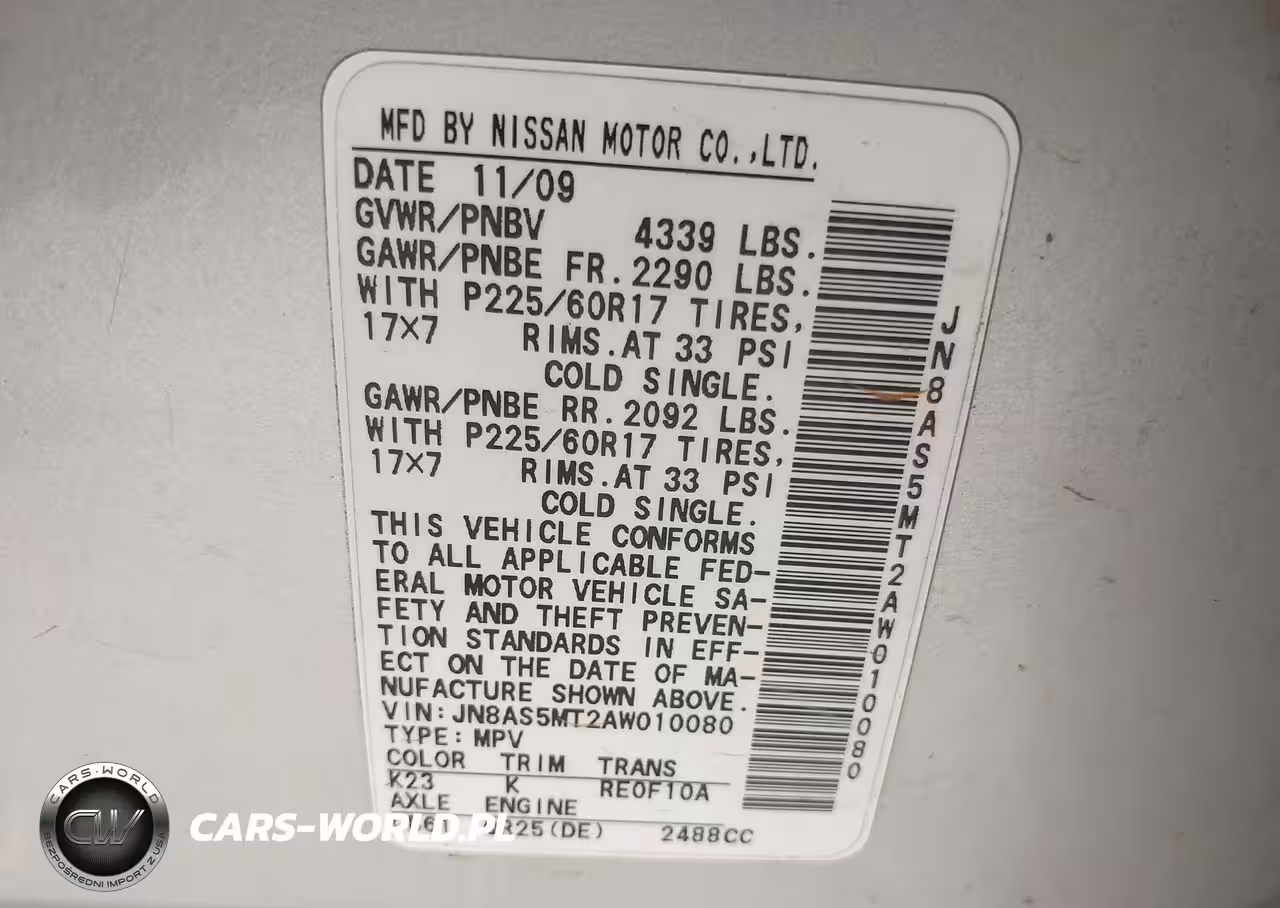 MFD BY NISSAN MOTOR CO.,LTD.
DATE 11/09
GVWR/PNBV 4339 LBS.
GAWR/PNBE FR.2290 LBS.
WITH P225/60R17 TIRES,
17×7 RIMS.AT 33 PSI
COLD SINGLE.
GAWR/PNBE RR.2092 LBS.
WITH P225/60R17 TIRES,
17×7 RIMS.AT 33 PSI
COLD SINGLE.
THIS VEHICLE CONFORMS
TO ALL APPLICABLE FED-
ERAL MOTOR VEHICLE SA-
FETY AND THEFT PREVEN-
TION STANDARDS IN EFF-
ECT ON THE DATE OF MA-
NUFACTURE SHOWN ABOVE.
VIN:JN8AS5MT2AW010080
TYPE:MPV
COLOR TRIM TRANS
K23 K RE0F10A
AXLE ENGINE
2488CC
JN8AS5MT2AW010080
CARS-WORLD
CW
BEZPOŚREDNI IMPORT Z USA
CARS-WORLD.PL